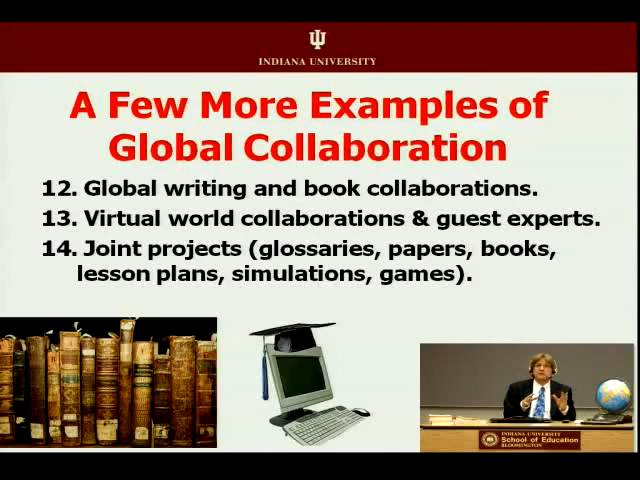 INDIANA UNIVERSITY
A Few More Examples of
Global Collaboration
12. Global writing and book collaborations.
13. Virtual world collaborations & guest experts.
14. Joint projects (glossaries, papers, books,
lesson plans, simulations, games).
INDIANA UNIVERSITY
School of Education
BLOOMINGTON